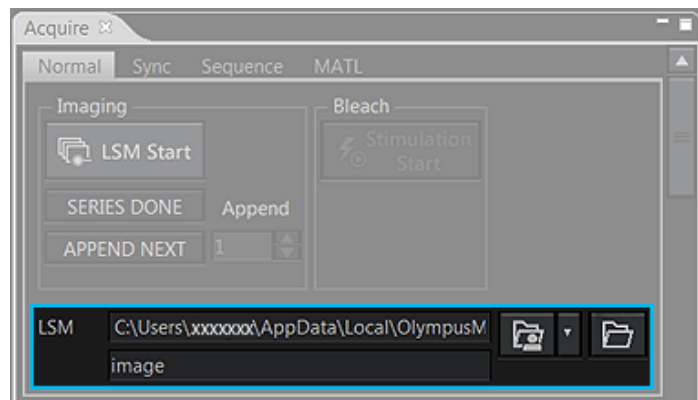 Acquire
Normal Sync Sequence MATL
Imaging Bleach
LSM Start Stimulation Start
SERIES DONE Append
APPEND NEXT 1
LSM C:\Users\xxxxxxx\AppData\Local\OlympusM
image